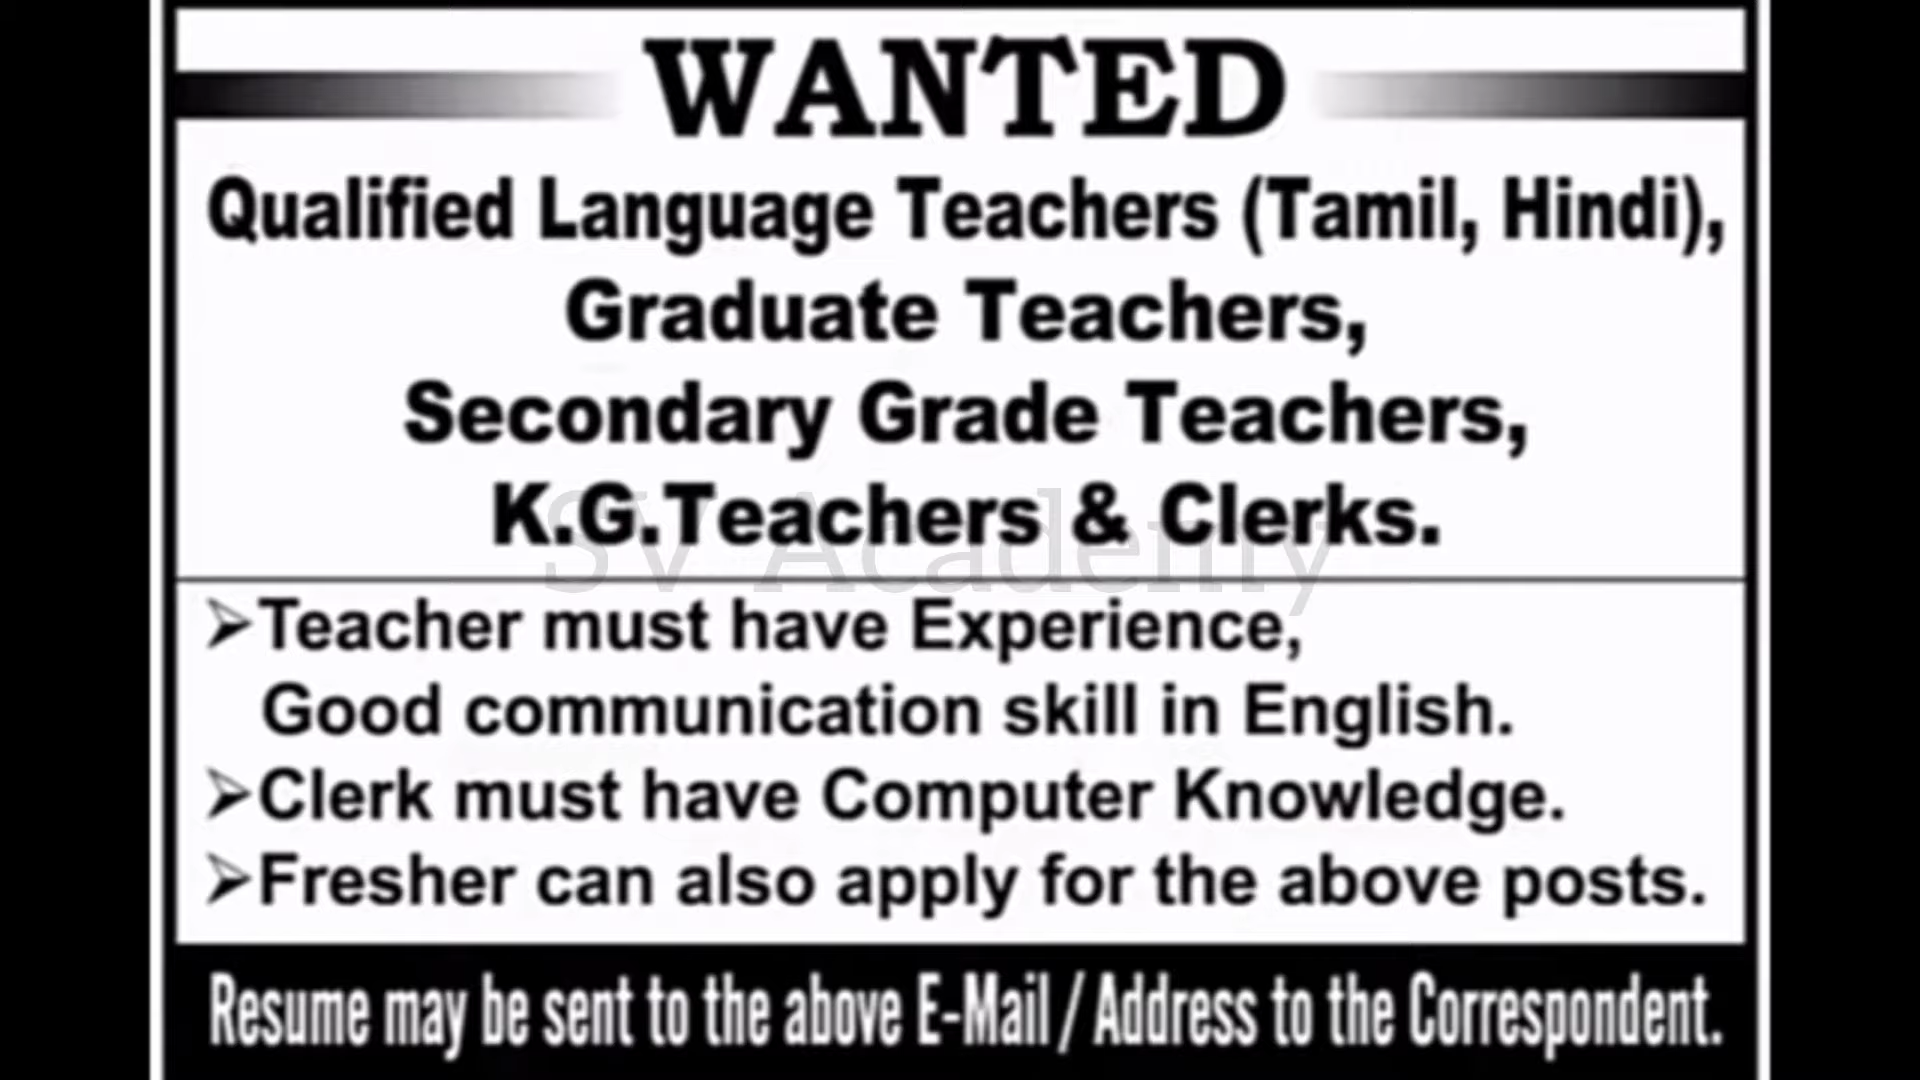 WANTED
Qualified Language Teachers (Tamil, Hindi),
Graduate Teachers,
Secondary Grade Teachers,
K.G.Teachers & Clerks.
SV Academy
➢Teacher must have Experience,
Good communication skill in English.
➢Clerk must have Computer Knowledge.
➢Fresher can also apply for the above posts.
Resume may be sent to the above E-Mail / Address to the Correspondent.